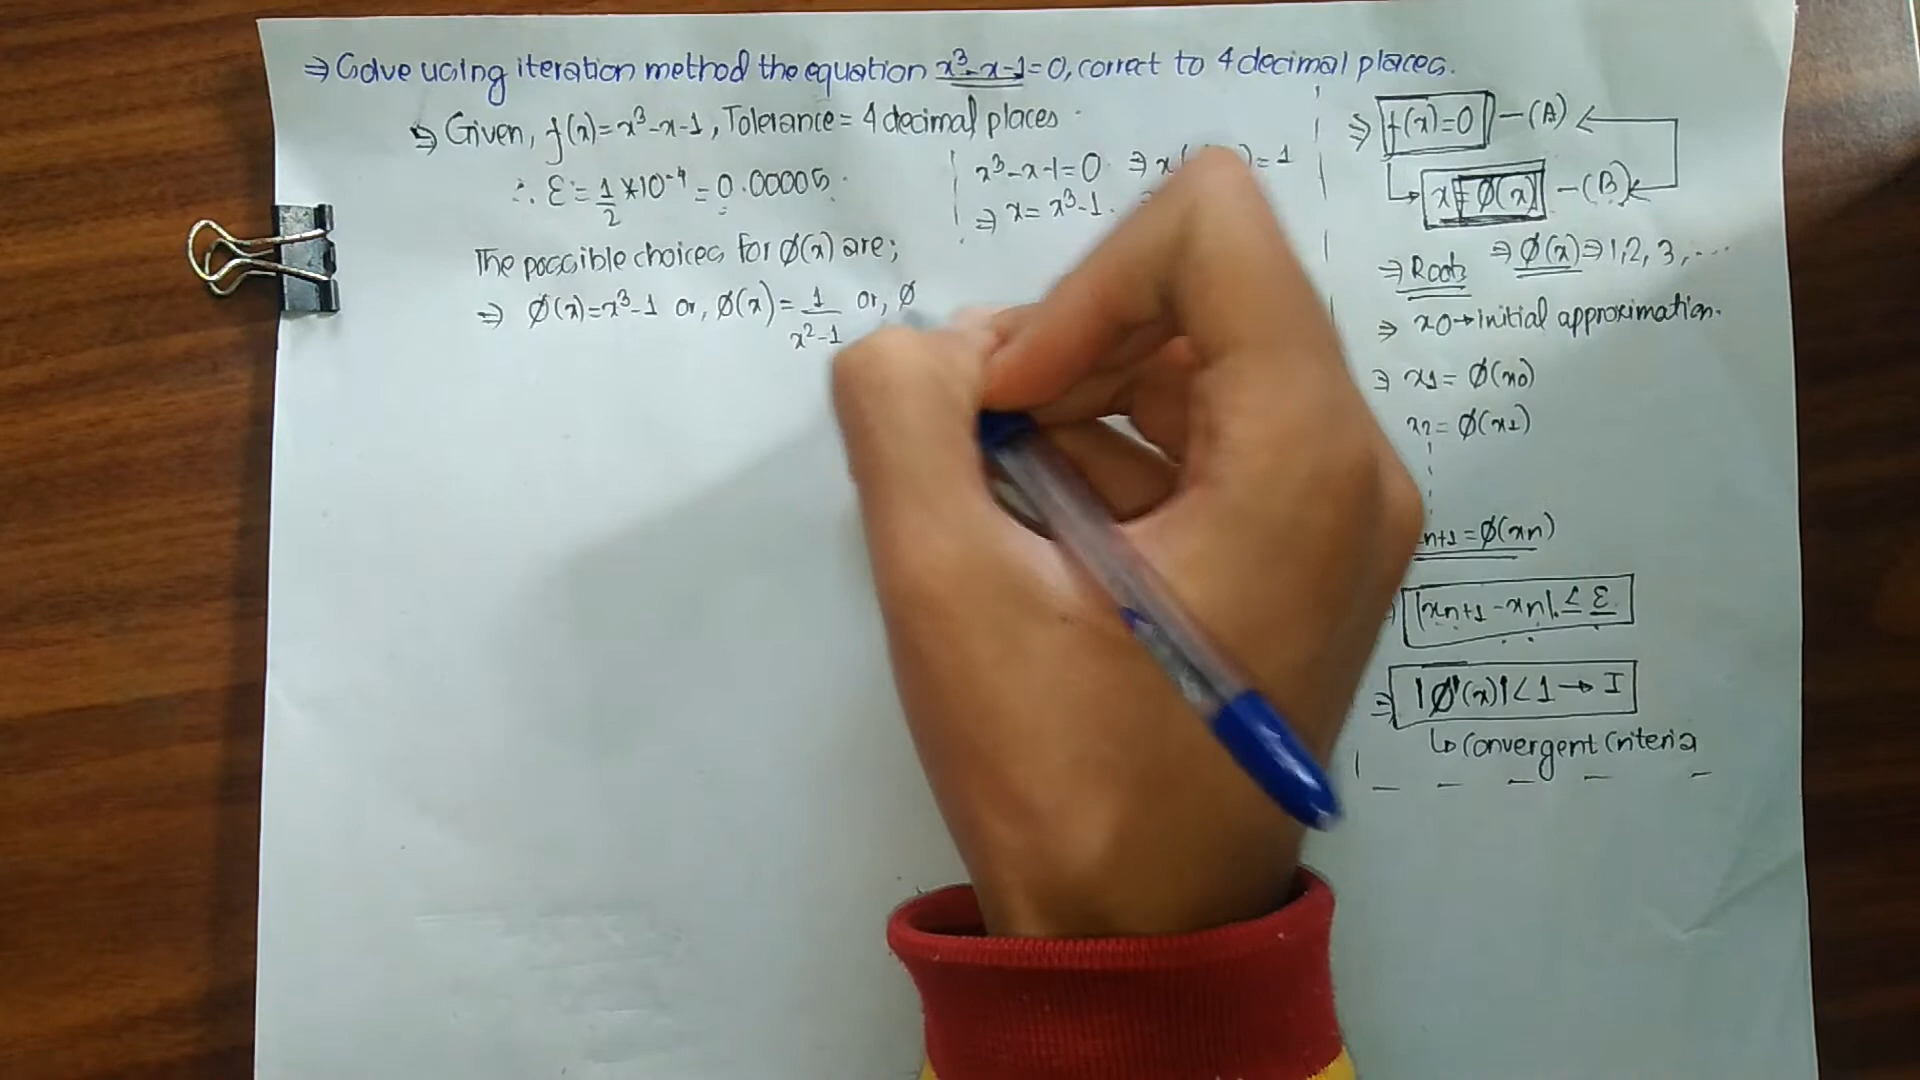 ⇒ Solve using iteration method the equation x³-x-1=0, correct to 4 decimal places.
⇒ Given, f(x)=x³-x-1, Tolerance = 4 decimal places
∴ ε = 1/2 *10⁻⁴ = 0.00005
x³-x-1=0 ⇒ x( )=1
⇒ x= x³-1.
The possible choices for ϕ(x) are;
⇒ ϕ(x)=x³-1 or, ϕ(x)= 1/(x²-1) or, ϕ
⇒ f(x)=0 -(A)
x=ϕ(x) -(B)
⇒ Roots ⇒ ϕ(x)⇒1,2,3,...
⇒ x0→initial approximation.
⇒ x1= ϕ(x0)
x2= ϕ(x1)
n+1 =ϕ(xn)
|xn+1 -xn| ≤ ε
⇒ |ϕ'(x)|<1→ I
↳ Convergent Criteria